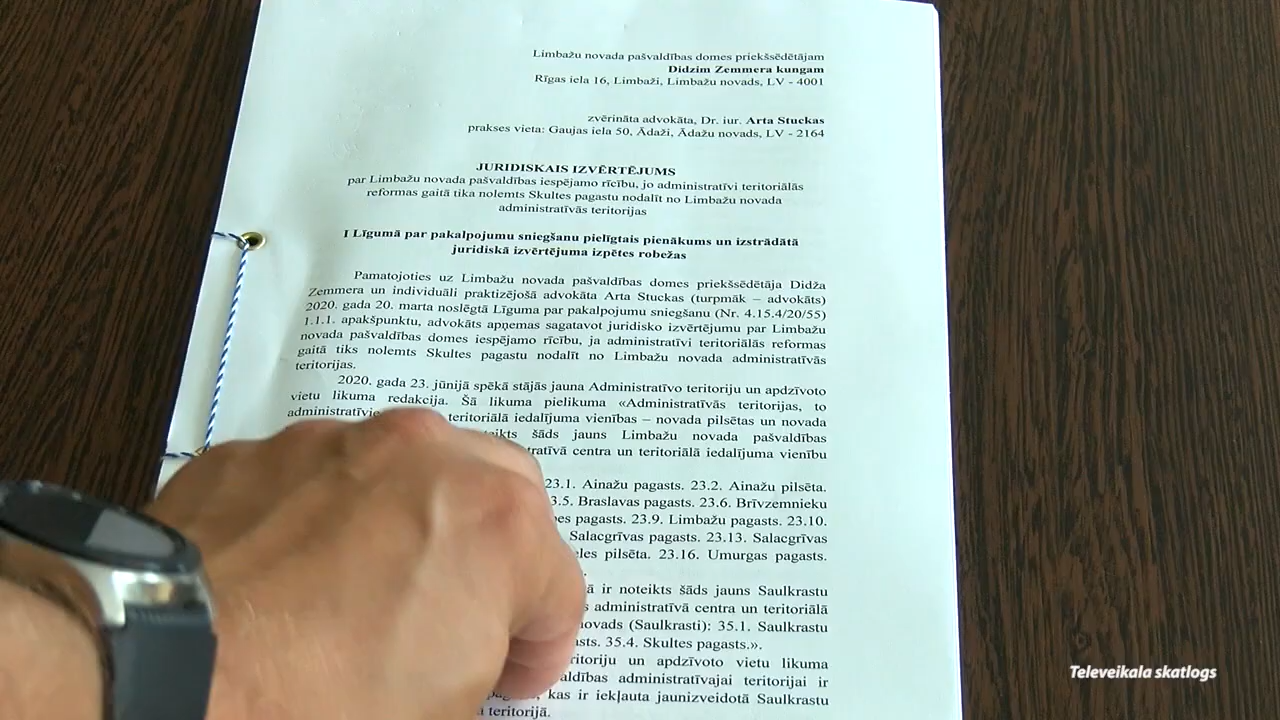 Limbažu novada pašvaldības domes priekšsēdētājam
Didzim Zemmera kungam
Rīgas iela 16, Limbaži, Limbažu novads, LV - 4001
zvērināta advokāta, Dr. iur. Arta Stuckas
prakses vieta: Gaujas iela 50, Ādaži, Ādažu novads, LV - 2164
JURIDISKAIS IZVĒRTĒJUMS
par Limbažu novada pašvaldības iespējamo rīcību, jo administratīvi teritoriālās
reformas gaitā tika nolemts Skultes pagastu nodalīt no Limbažu novada
administratīvās teritorijas
I Līgumā par pakalpojumu sniegšanu pielīgtais pienākums un izstrādātā
juridiskā izvērtējuma izpētes robežas
Pamatojoties uz Limbažu novada pašvaldības domes priekšsēdētāja Didža
Zemmera un individuāli praktizējošā advokāta Arta Stuckas (turpmāk – advokāts)
2020. gada 20. marta noslēgtā Līguma par pakalpojumu sniegšanu (Nr. 4.15.4/20/55)
1.1.1. apakšpunktu, advokāts apņemas sagatavot juridisko izvērtējumu par Limbažu
novada pašvaldības domes iespējamo rīcību, ja administratīvi teritoriālās reformas
gaitā tiks nolemts Skultes pagastu nodalīt no Limbažu novada administratīvās
teritorijas.
2020. gada 23. jūnijā spēkā stājās jauna Administratīvo teritoriju un apdzīvoto
vietu likuma redakcija. Šā likuma pielikuma «Administratīvās teritorijas, to
administratīvie teritoriālā iedalījuma vienības – novada pilsētas un novada
šāds jauns Limbažu novada pašvaldības
centra un teritoriālā iedalījuma vienību
23.1. Ainažu pagasts. 23.2. Ainažu pilsēta.
3.5. Braslavas pagasts. 23.6. Brīvzemnieku
pagasts. 23.9. Limbažu pagasts. 23.10.
Salacgrīvas pagasts. 23.13. Salacgrīvas
pilsēta. 23.16. Umurgas pagasts.
ir noteikts šāds jauns Saulkrastu
administratīvā centra un teritoriālā
(Saulkrasti): 35.1. Saulkrastu
35.4. Skultes pagasts.».
un apdzīvoto vietu likuma
administratīvajai teritorijai ir
kas ir iekļauta jaunizveidotā Saulkrastu
teritorijā.
Televeikala skatlogs